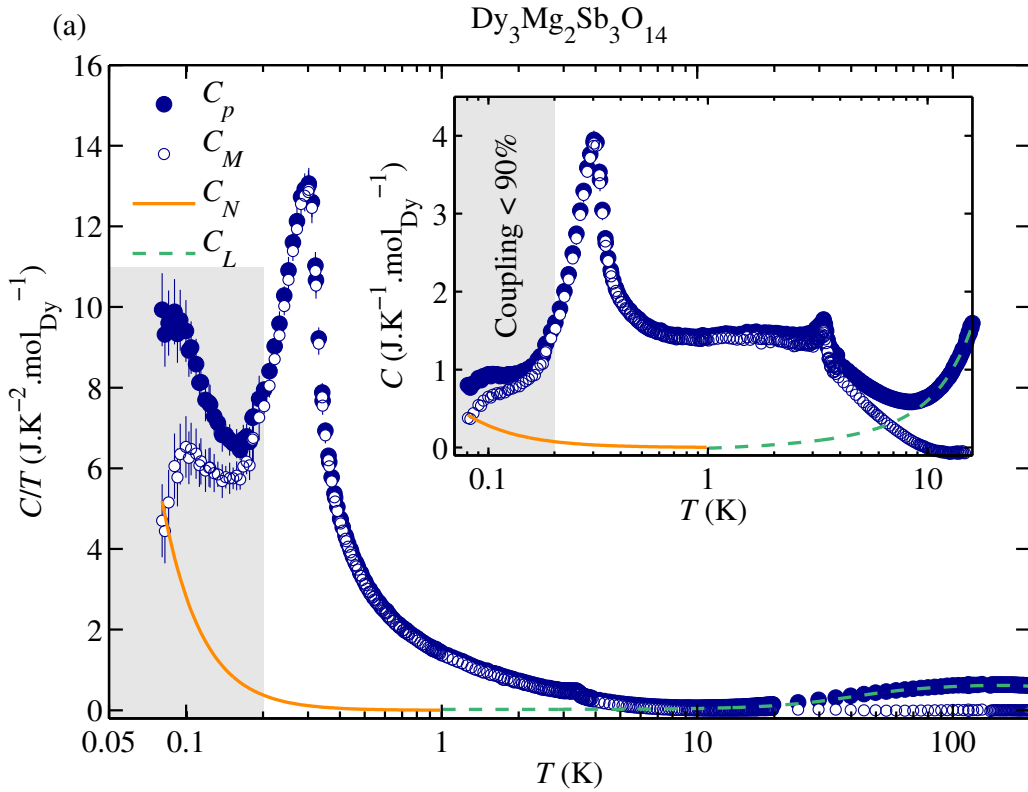 (a)
Dy3Mg2Sb3O14
16
14
12
10
8
6
4
2
0
C/T (J.K−2.molDy−1)
Cp
CM
CN
CL
0.05
0.1
1
10
100
T (K)
4
3
2
1
0
C (J.K−1.molDy−1)
Coupling < 90%
0.1
1
10
T (K)